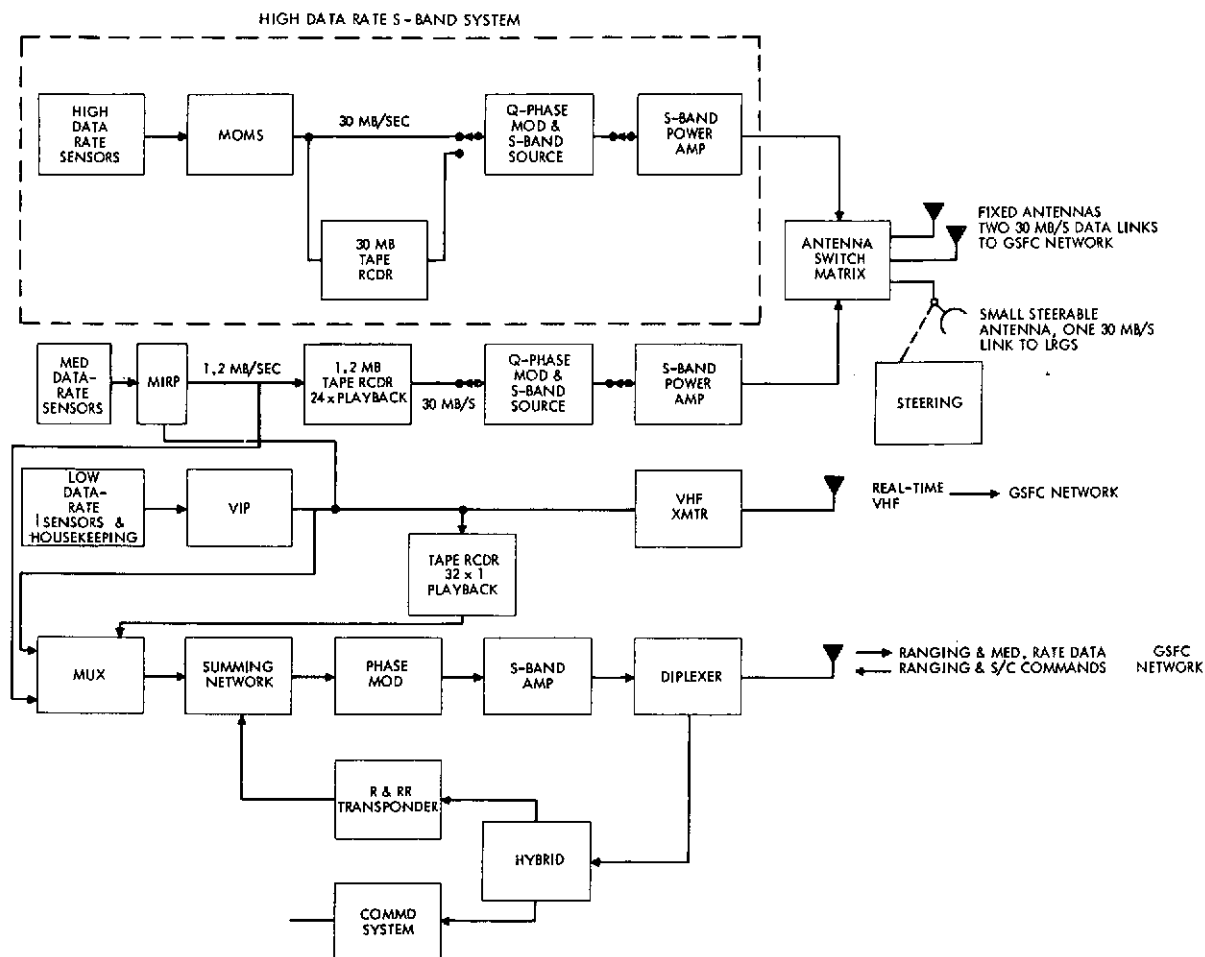 HIGH DATA RATE S-BAND SYSTEM
HIGH
DATA
RATE
SENSORS
MOMS
30 MB/SEC
Q-PHASE
MOD &
S-BAND
SOURCE
S-BAND
POWER
AMP
30 MB
TAPE
RCDR
ANTENNA
SWITCH
MATRIX
FIXED ANTENNAS
TWO 30 MB/S DATA LINKS
TO GSFC NETWORK
SMALL STEERABLE
ANTENNA, ONE 30 MB/S
LINK TO LRGS
STEERING
MED
DATA-
RATE
SENSORS
MIRP
1.2 MB/SEC
1.2 MB
TAPE RCDR
24 x PLAYBACK
30 MB/S
Q-PHASE
MOD &
S-BAND
SOURCE
S-BAND
POWER
AMP
LOW
DATA-
RATE
SENSORS &
HOUSEKEEPING
VIP
VHF
XMTR
REAL-TIME
VHF
GSFC NETWORK
TAPE RCDR
32 x 1
PLAYBACK
MUX
SUMMING
NETWORK
PHASE
MOD
S-BAND
AMP
DIPLEXER
RANGING & MED. RATE DATA
RANGING & S/C COMMANDS
GSFC
NETWORK
R & RR
TRANSPONDER
HYBRID
COMMD
SYSTEM